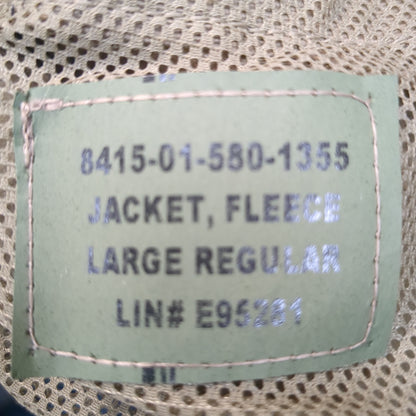 8415-01-580-1355
JACKET, FLEECE
LARGE REGULAR
LIN# E95281